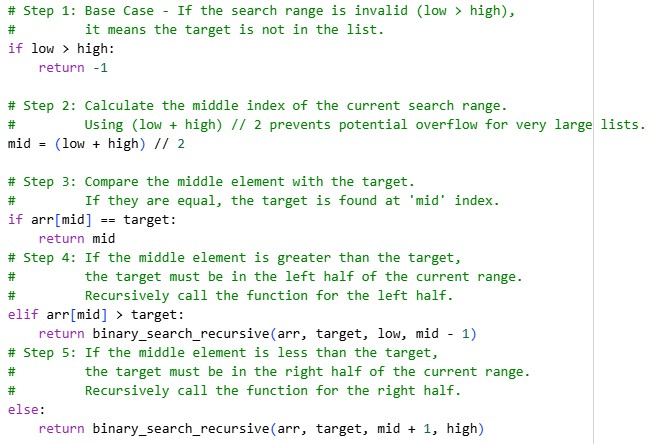 # Step 1: Base Case - If the search range is invalid (low > high),
#         it means the target is not in the list.
if low > high:
    return -1

# Step 2: Calculate the middle index of the current search range.
#         Using (low + high) // 2 prevents potential overflow for very large lists.
mid = (low + high) // 2

# Step 3: Compare the middle element with the target.
#         If they are equal, the target is found at 'mid' index.
if arr[mid] == target:
    return mid
# Step 4: If the middle element is greater than the target,
#         the target must be in the left half of the current range.
#         Recursively call the function for the left half.
elif arr[mid] > target:
    return binary_search_recursive(arr, target, low, mid - 1)
# Step 5: If the middle element is less than the target,
#         the target must be in the right half of the current range.
#         Recursively call the function for the right half.
else:
    return binary_search_recursive(arr, target, mid + 1, high)